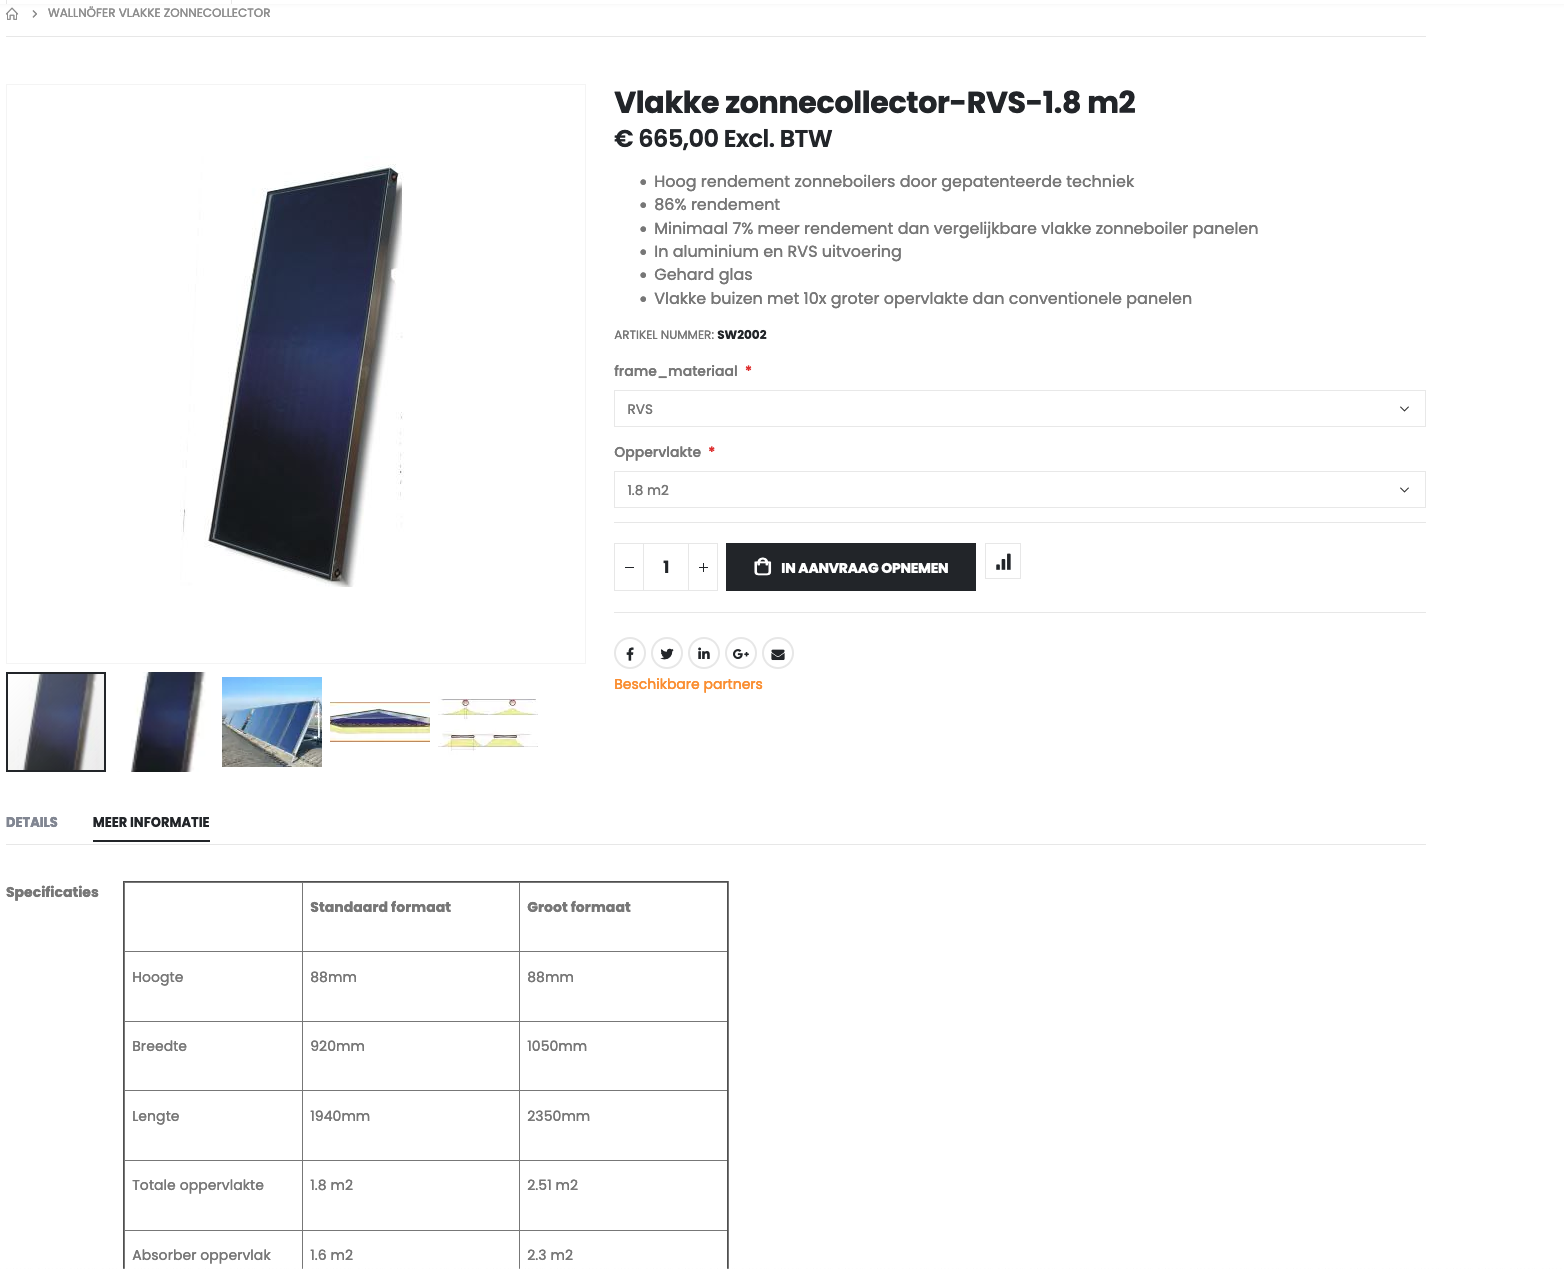 WALLNÖFER VLAKKE ZONNECOLLECTOR
Vlakke zonnecollector-RVS-1.8 m2
€ 665,00 Excl. BTW
Hoog rendement zonneboilers door gepatenteerde techniek
86% rendement
Minimaal 7% meer rendement dan vergelijkbare vlakke zonneboiler panelen
In aluminium en RVS uitvoering
Gehard glas
Vlakke buizen met 10x groter opervlakte dan conventionele panelen
ARTIKEL NUMMER: SW2002
frame_materiaal *
RVS
Oppervlakte *
1.8 m2
− 1 + IN AANVRAAG OPNEMEN
Beschikbare partners
DETAILS MEER INFORMATIE
Specificaties
Standaard formaat Groot formaat
Hoogte 88mm 88mm
Breedte 920mm 1050mm
Lengte 1940mm 2350mm
Totale oppervlakte 1.8 m2 2.51 m2
Absorber oppervlak 1.6 m2 2.3 m2